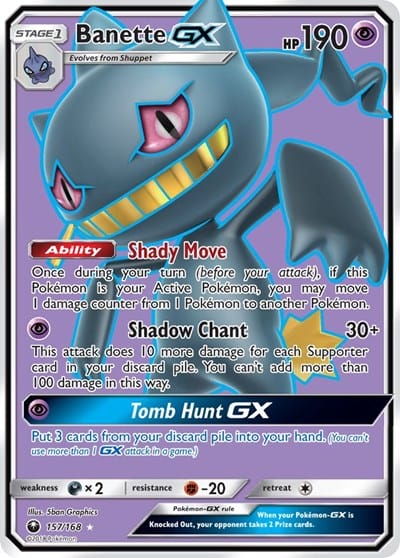 STAGE 1 Banette GX HP 190
Evolves from Shuppet
Ability Shady Move
Once during your turn (before your attack), if this
Pokémon is your Active Pokémon, you may move
1 damage counter from 1 Pokémon to another Pokémon.
Shadow Chant 30+
This attack does 10 more damage for each Supporter
card in your discard pile. You can't add more than
100 damage in this way.
Tomb Hunt GX
Put 3 cards from your discard pile into your hand. (You can't
use more than 1 GX attack in a game.)
weakness ×2 resistance -20 retreat
Illus. 5ban Graphics
Pokémon-GX rule
When your Pokémon-GX is
Knocked Out, your opponent takes 2 Prize cards.
157/168
©2018 Pokémon